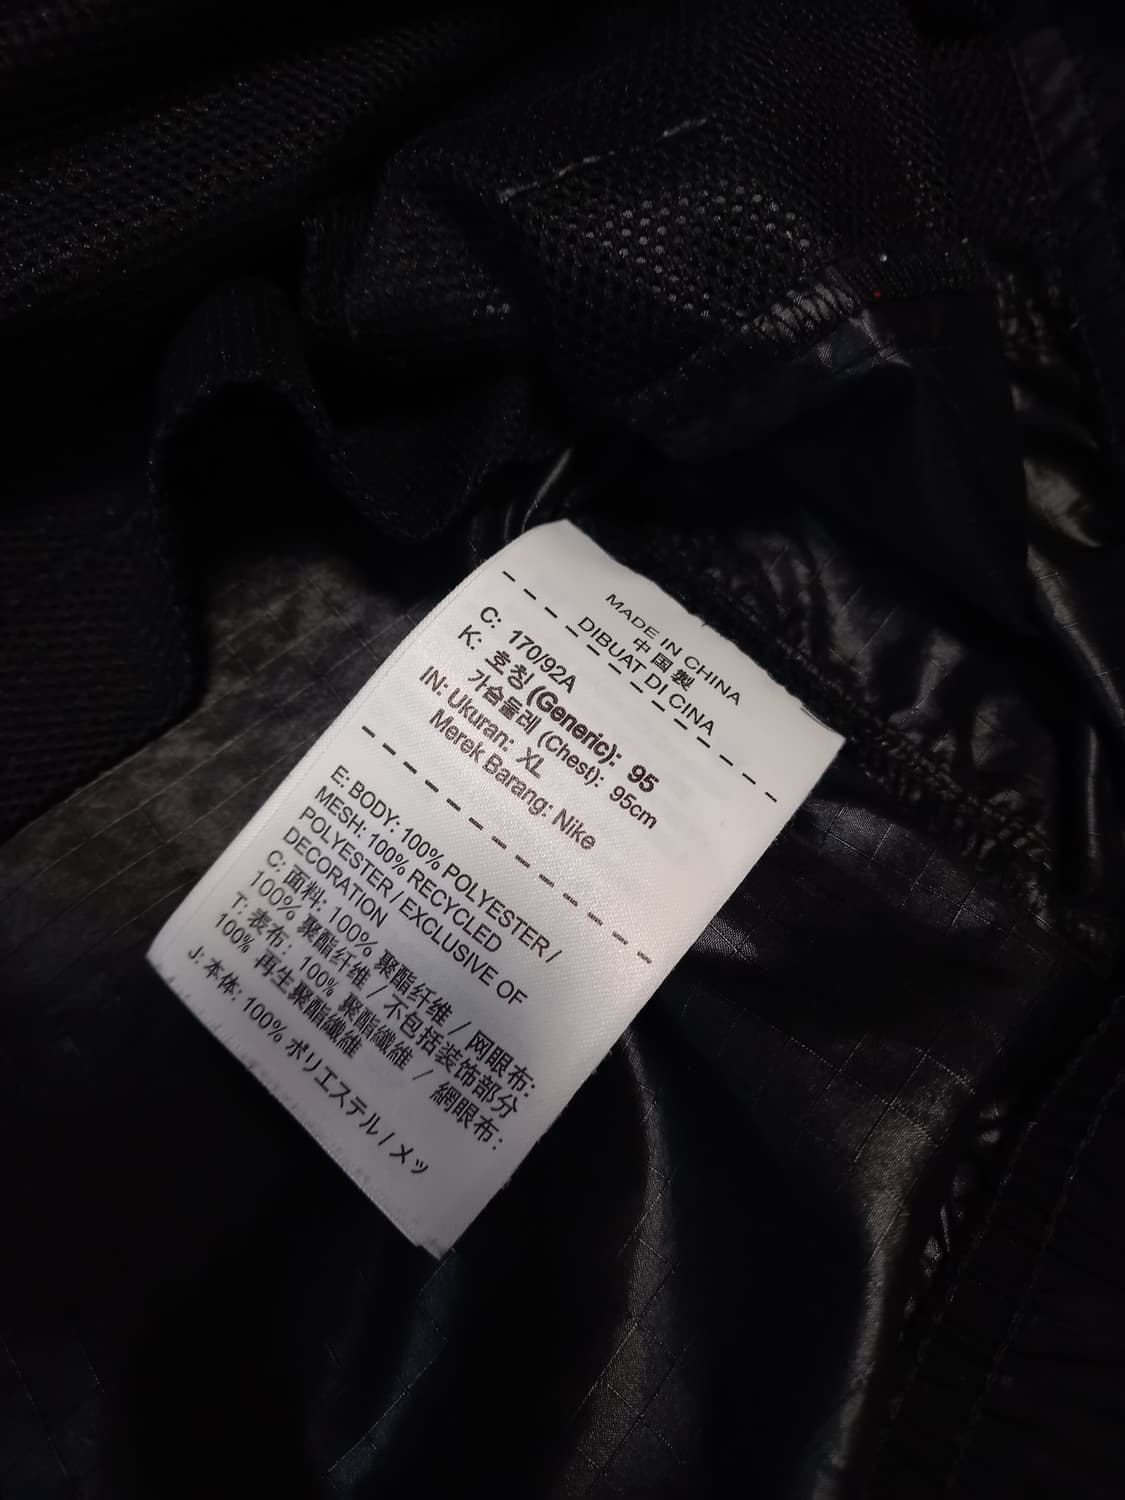 MADE IN CHINA
中国製
DIBUAT DI CINA
C: 170/92A
K: 호칭 (Generic): 95
가슴둘레 (Chest): 95cm
IN: Ukuran: XL
Merek Barang: Nike
E: BODY: 100% POLYESTER /
MESH: 100% RECYCLED
POLYESTER / EXCLUSIVE OF
DECORATION
C: 面料: 100% 聚酯纤维 / 网眼布:
100% 聚酯纤维 / 不包括装饰部分
T: 表布: 100% 聚酯纖維 / 網眼布:
100% 再生聚酯纖維
J: 本体: 100% ポリエステル / メッ